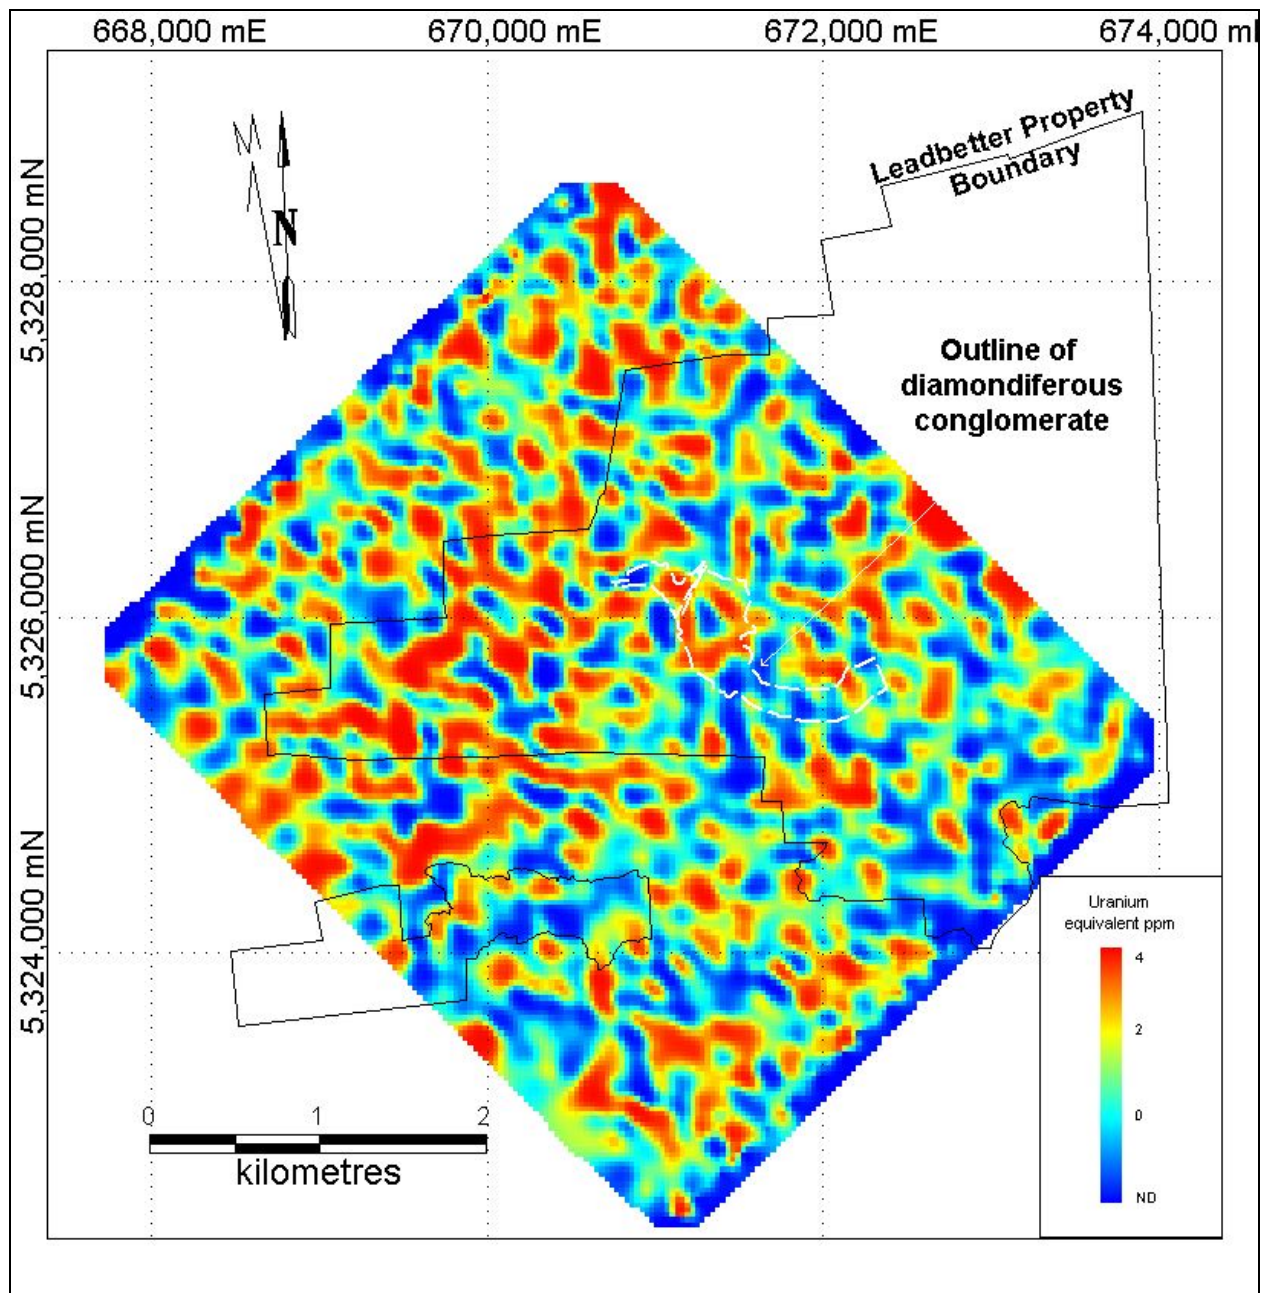 668,000 mE
670,000 mE
672,000 mE
674,000 m
N
N
Leadbetter Property
Boundary
5,328,000 mN
Outline of
diamondiferous
conglomerate
5,326,000 mN
5,324,000 mN
Uranium
equivalent ppm
4
2
0
ND
0 1 2
kilometres